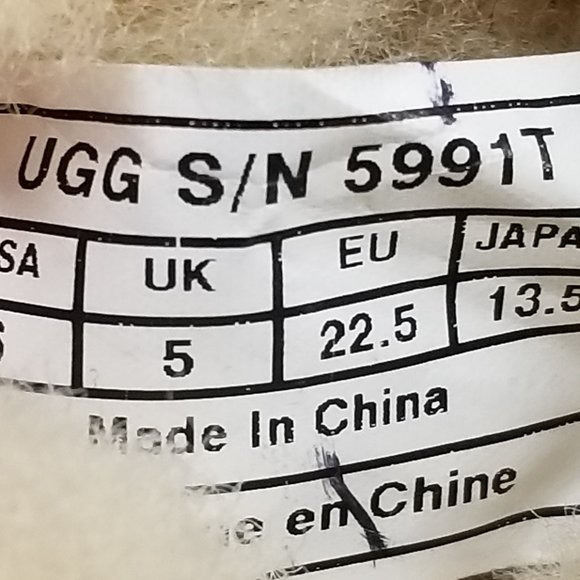 UGG S/N 5991T
SA UK EU JAPA
5 22.5 13.5
Made In China
en Chine